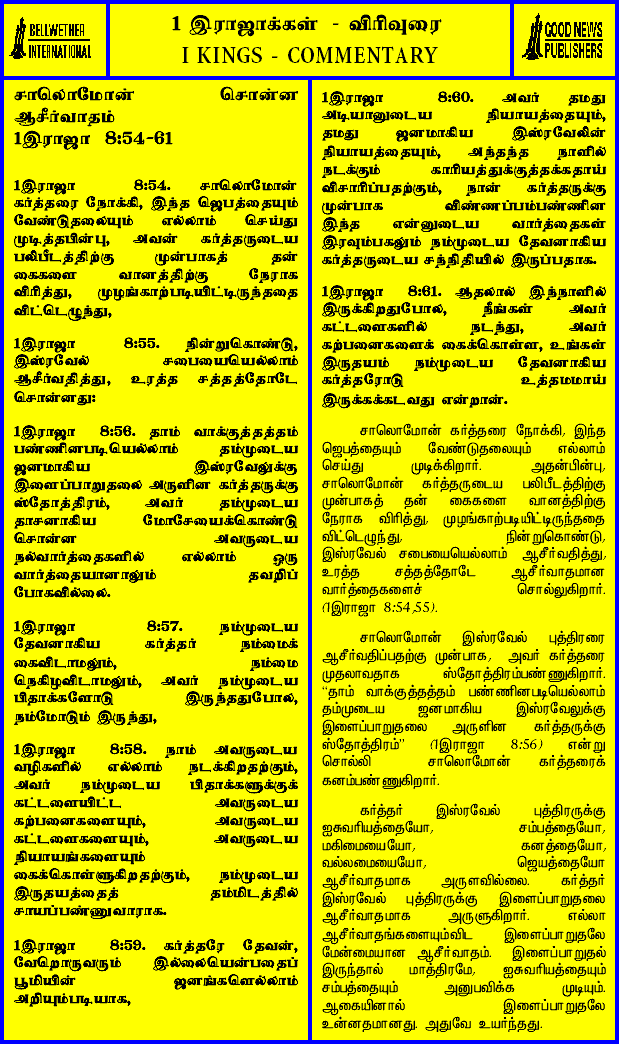 BELLWETHER
INTERNATIONAL
1 இராஜாக்கள் - விரிவுரை
I KINGS - COMMENTARY
GOOD NEWS
PUBLISHERS
சாலொமோன் சொன்ன
ஆசீர்வாதம்
1இராஜா 8:54-61
1இராஜா 8:54. சாலொமோன்
கர்த்தரை நோக்கி, இந்த ஜெபத்தையும்
வேண்டுதலையும் எல்லாம் செய்து
முடித்தபின்பு, அவன் கர்த்தருடைய
பலிபீடத்திற்கு முன்பாகத் தன்
கைகளை வானத்திற்கு நேராக
விரித்து, முழங்காற்படியிட்டிருந்ததை
விட்டெழுந்து,
1இராஜா 8:55. நின்றுகொண்டு,
இஸ்ரவேல் சபையையெல்லாம்
ஆசீர்வதித்து, உரத்த சத்தத்தோடே
சொன்னது:
1இராஜா 8:56. தாம் வாக்குத்தத்தம்
பண்ணினபடியெல்லாம் தம்முடைய
ஜனமாகிய இஸ்ரவேலுக்கு
இளைப்பாறுதலை அருளின கர்த்தருக்கு
ஸ்தோத்திரம், அவர் தம்முடைய
தாசனாகிய மோசேயைக்கொண்டு
சொன்ன அவருடைய
நல்வார்த்தைகளில் எல்லாம் ஒரு
வார்த்தையானாலும் தவறிப்
போகவில்லை.
1இராஜா 8:57. நம்முடைய
தேவனாகிய கர்த்தர் நம்மைக்
கைவிடாமலும், நம்மை
நெகிழவிடாமலும், அவர் நம்முடைய
பிதாக்களோடு இருந்ததுபோல,
நம்மோடும் இருந்து,
1இராஜா 8:58. நாம் அவருடைய
வழிகளில் எல்லாம் நடக்கிறதற்கும்,
அவர் நம்முடைய பிதாக்களுக்குக்
கட்டளையிட்ட அவருடைய
கற்பனைகளையும், அவருடைய
கட்டளைகளையும், அவருடைய
நியாயங்களையும்
கைக்கொள்ளுகிறதற்கும், நம்முடைய
இருதயத்தைத் தம்மிடத்தில்
சாயப்பண்ணுவாராக.
1இராஜா 8:59. கர்த்தரே தேவன்,
வேறொருவரும் இல்லையென்பதைப்
பூமியின் ஜனங்களெல்லாம்
அறியும்படியாக,
1இராஜா 8:60. அவர் தமது
அடியானுடைய நியாயத்தையும்,
தமது ஜனமாகிய இஸ்ரவேலின்
நியாயத்தையும், அந்தந்த நாளில்
நடக்கும் காரியத்துக்குத்தக்கதாய்
விசாரிப்பதற்கும், நான் கர்த்தருக்கு
முன்பாக விண்ணப்பம்பண்ணின
இந்த என்னுடைய வார்த்தைகள்
இரவும்பகலும் நம்முடைய தேவனாகிய
கர்த்தருடைய சந்நிதியில் இருப்பதாக.
1இராஜா 8:61. ஆதலால் இந்நாளில்
இருக்கிறதுபோல, நீங்கள் அவர்
கட்டளைகளில் நடந்து, அவர்
கற்பனைகளைக் கைக்கொள்ள, உங்கள்
இருதயம் நம்முடைய தேவனாகிய
கர்த்தரோடு உத்தமமாய்
இருக்கக்கடவது என்றான்.
சாலொமோன் கர்த்தரை நோக்கி, இந்த
ஜெபத்தையும் வேண்டுதலையும் எல்லாம்
செய்து முடிக்கிறார். அதன்பின்பு,
சாலொமோன் கர்த்தருடைய பலிபீடத்திற்கு
முன்பாகத் தன் கைகளை வானத்திற்கு
நேராக விரித்து, முழங்காற்படியிட்டிருந்ததை
விட்டெழுந்து, நின்றுகொண்டு,
இஸ்ரவேல் சபையையெல்லாம் ஆசீர்வதித்து,
உரத்த சத்தத்தோடே ஆசீர்வாதமான
வார்த்தைகளைச் சொல்லுகிறார்.
(1இராஜா 8:54,55).
சாலொமோன் இஸ்ரவேல் புத்திரரை
ஆசீர்வதிப்பதற்கு முன்பாக, அவர் கர்த்தரை
முதலாவதாக ஸ்தோத்திரம்பண்ணுகிறார்.
"தாம் வாக்குத்தத்தம் பண்ணினபடியெல்லாம்
தம்முடைய ஜனமாகிய இஸ்ரவேலுக்கு
இளைப்பாறுதலை அருளின கர்த்தருக்கு
ஸ்தோத்திரம்" (1இராஜா 8:56) என்று
சொல்லி சாலொமோன் கர்த்தரைக்
கனம்பண்ணுகிறார்.
கர்த்தர் இஸ்ரவேல் புத்திரருக்கு
ஐசுவரியத்தையோ, சம்பத்தையோ,
மகிமையையோ, கனத்தையோ,
வல்லமையையோ, ஜெயத்தையோ
ஆசீர்வாதமாக அருளவில்லை. கர்த்தர்
இஸ்ரவேல் புத்திரருக்கு இளைப்பாறுதலை
ஆசீர்வாதமாக அருளுகிறார். எல்லா
ஆசீர்வாதங்களையும்விட இளைப்பாறுதலே
மேன்மையான ஆசீர்வாதம். இளைப்பாறுதல்
இருந்தால் மாத்திரமே, ஐசுவரியத்தையும்
சம்பத்தையும் அனுபவிக்க முடியும்.
ஆகையினால் இளைப்பாறுதலே
உன்னதமானது. அதுவே உயர்ந்தது.